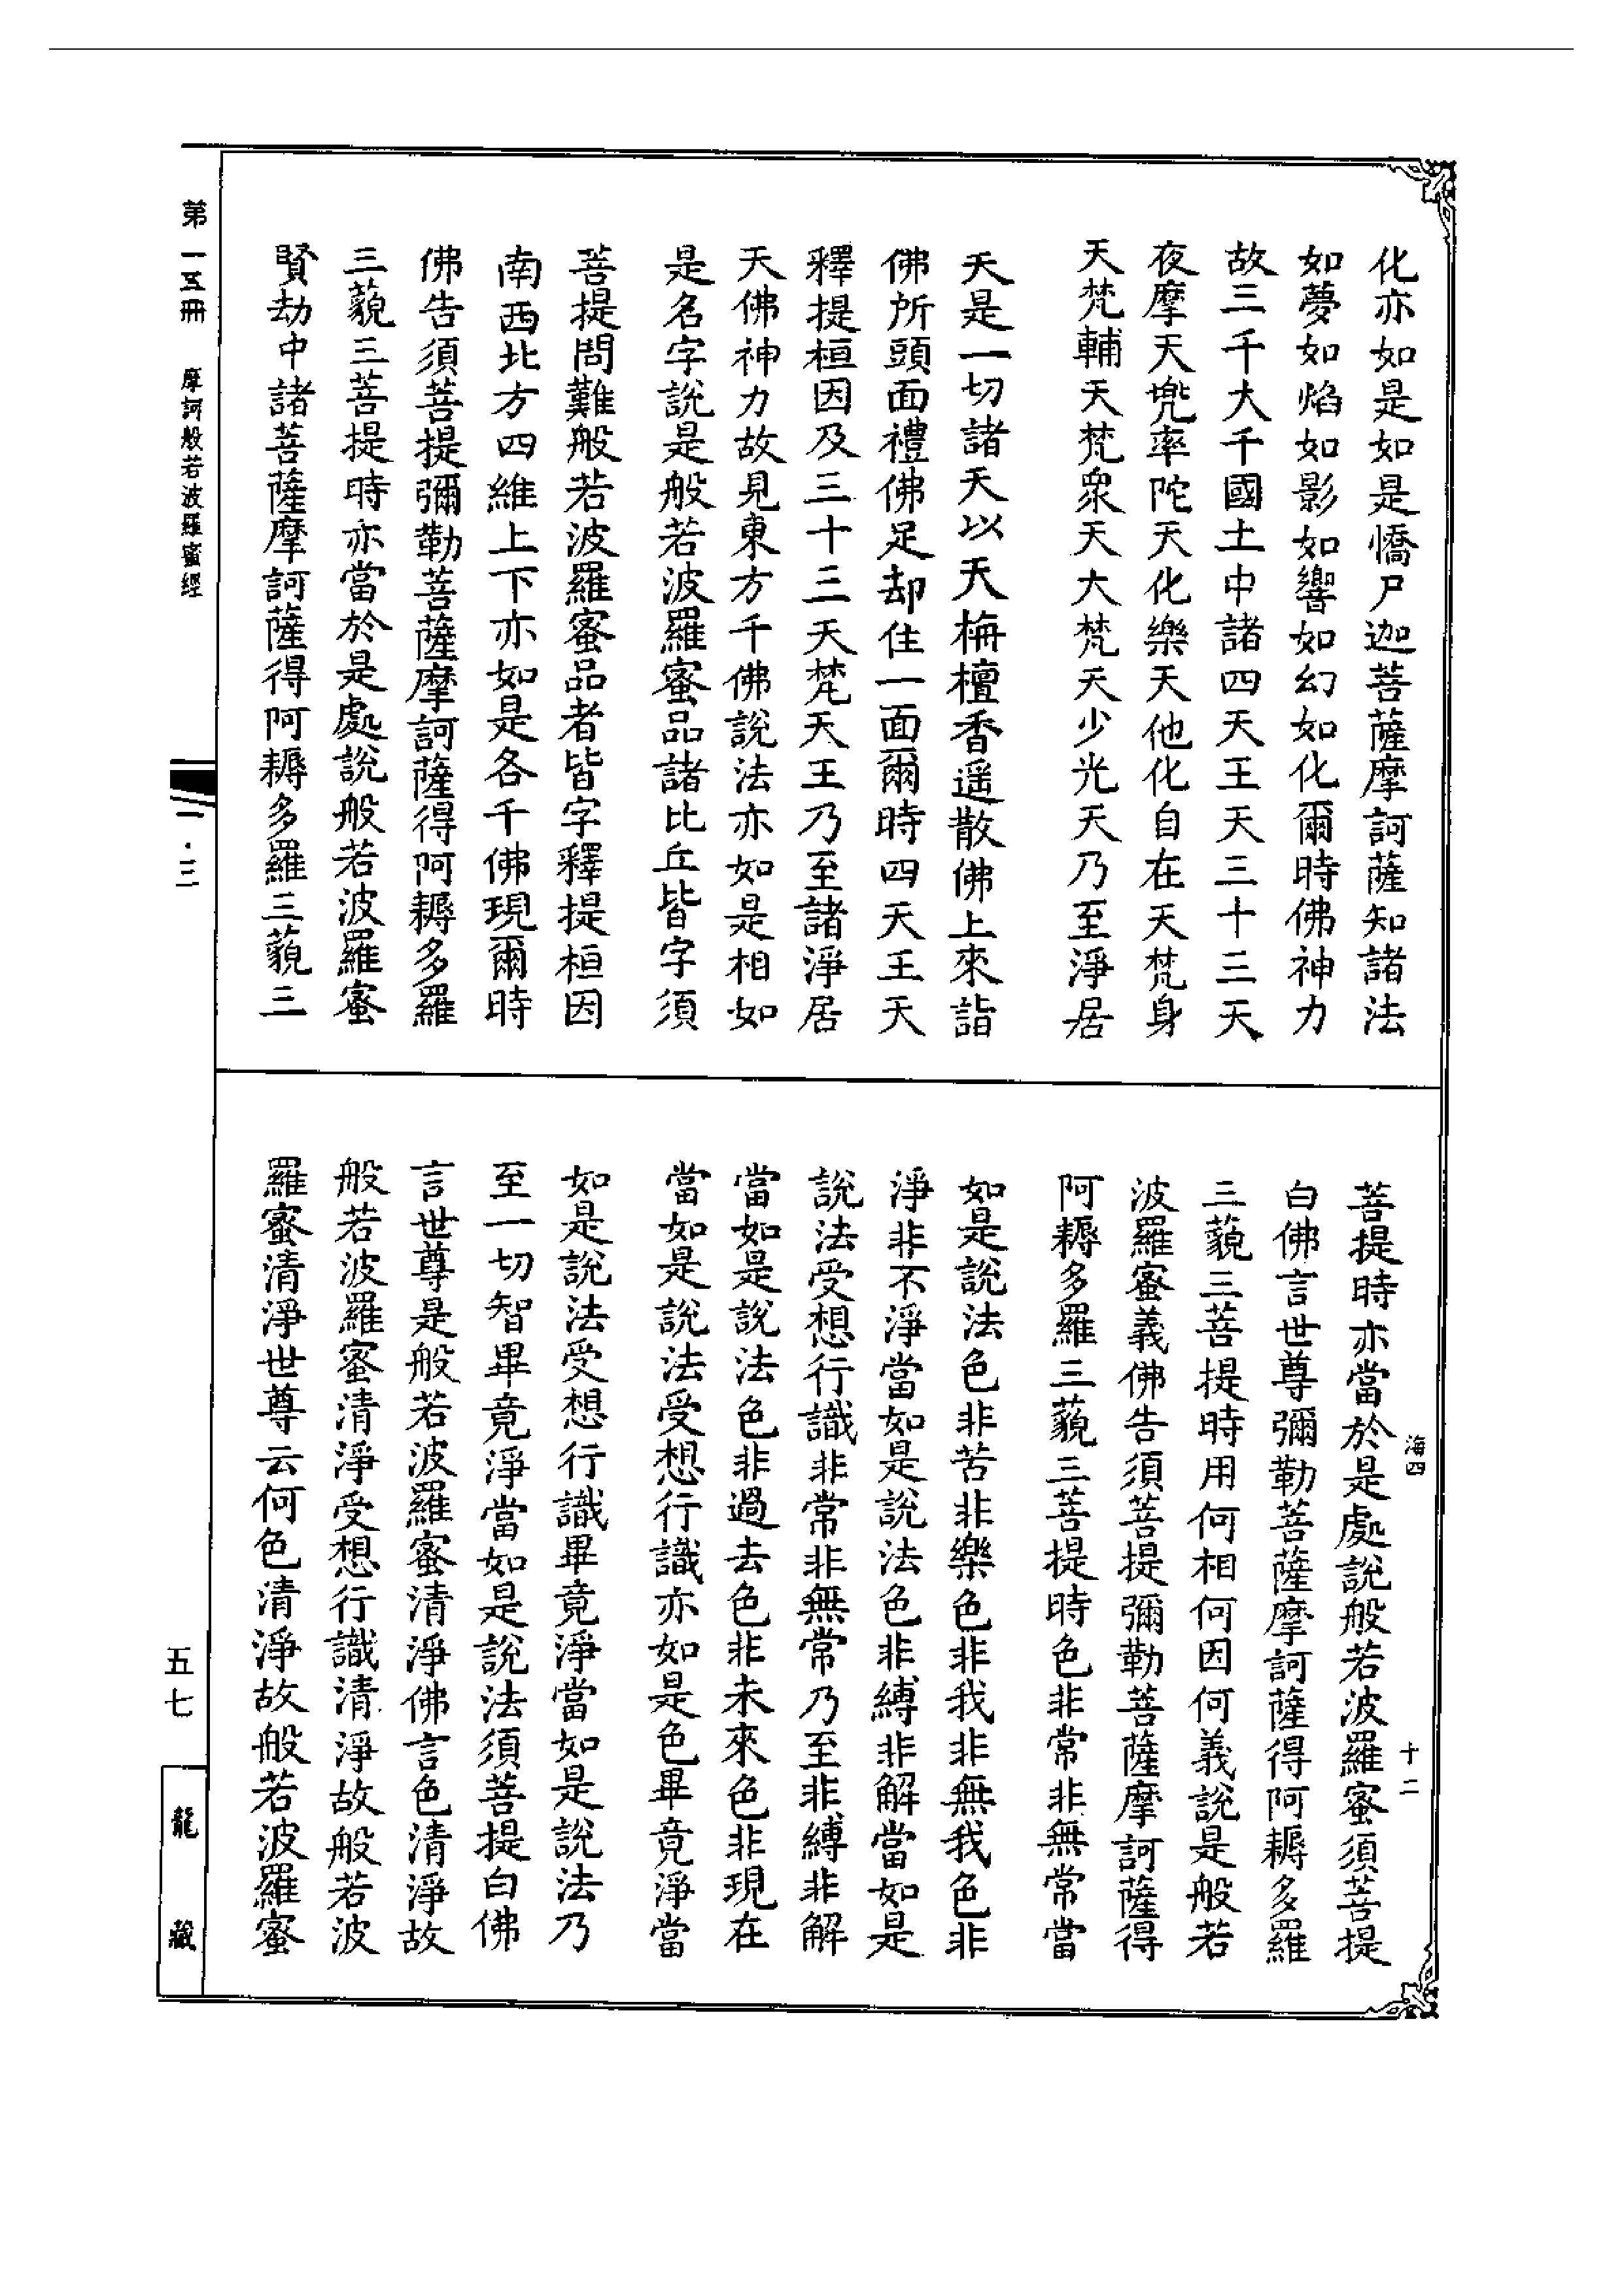 化亦如是如是憍尸迦菩薩摩訶薩知諸法
如夢如焰如影如響如幻如化爾時佛神力
故三千大千國土中諸四天王天三十三天
夜摩天兜率陀天化樂天他化自在天梵身
天梵輔天梵眾天大梵天少光天乃至淨居
天是一切諸天以天栴檀香遥散佛上來詣
佛所頭面禮佛足却住一面爾時四天王天
釋提桓因及三十三天梵天王乃至諸淨居
天佛神力故見東方千佛說法亦如是相如
是名字說是般若波羅蜜品諸比丘皆字須
菩提問難般若波羅蜜品者皆字釋提桓因
南西北方四維上下亦如是各千佛現爾時
佛告須菩提彌勒菩薩摩訶薩得阿耨多羅
三藐三菩提時亦當於是處說般若波羅蜜
賢劫中諸菩薩摩訶薩得阿耨多羅三藐三
菩提時亦當於是處說般若波羅蜜須菩提
白佛言世尊彌勒菩薩摩訶薩得阿耨多羅
三藐三菩提時用何相何因何義說是般若
波羅蜜義佛告須菩提彌勒菩薩摩訶薩得
阿耨多羅三藐三菩提時色非常非無常當
如是說法色非苦非樂色非我非無我色非
淨非不淨當如是說法色非縛非解當如是
說法受想行識非常非無常乃至非縛非解
當如是說法色非過去色非未來色非現在
當如是說法受想行識亦如是色畢竟淨當
如是說法受想行識畢竟淨當如是說法乃
至一切智畢竟淨當如是說法須菩提白佛
言世尊是般若波羅蜜清淨佛言色清淨故
般若波羅蜜清淨受想行識清淨故般若波
羅蜜清淨世尊云何色清淨故般若波羅蜜
海四
十二
第一五冊
摩訶般若波羅蜜經
一·三
五七
龍藏